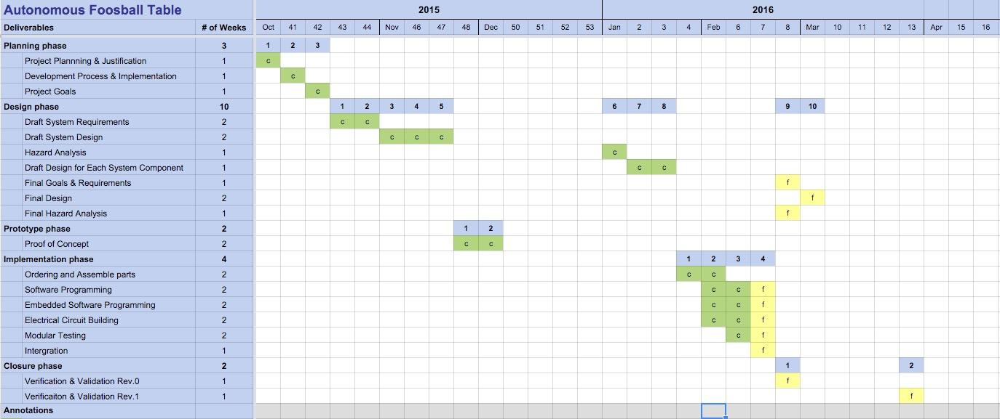 Autonomous Foosball Table 2015 2016
Deliverables # of Weeks Oct 41 42 43 44 Nov 46 47 48 Dec 50 51 52 53 Jan 2 3 4 Feb 6 7 8 Mar 10 11 12 13 Apr 15 16
Planning phase 3 1 2 3
Project Plannning & Justification 1 c
Development Process & Implementation 1 c
Project Goals 1 c
Design phase 10 1 2 3 4 5 6 7 8 9 10
Draft System Requirements 2 c c
Draft System Design 2 c c c
Hazard Analysis 1 c
Draft Design for Each System Component 1 c c
Final Goals & Requirements 1 f
Final Design 2 f
Final Hazard Analysis 1 f
Prototype phase 2 1 2
Proof of Concept 2 c c
Implementation phase 4 1 2 3 4
Ordering and Assemble parts 2 c c
Software Programming 2 c c f
Embedded Software Programming 2 c c f
Electrical Circuit Building 2 c c f
Modular Testing 2 c f
Intergration 1 f
Closure phase 2 1 2
Verification & Validation Rev.0 1 f
Verificaiton & Validation Rev.1 1 f
Annotations